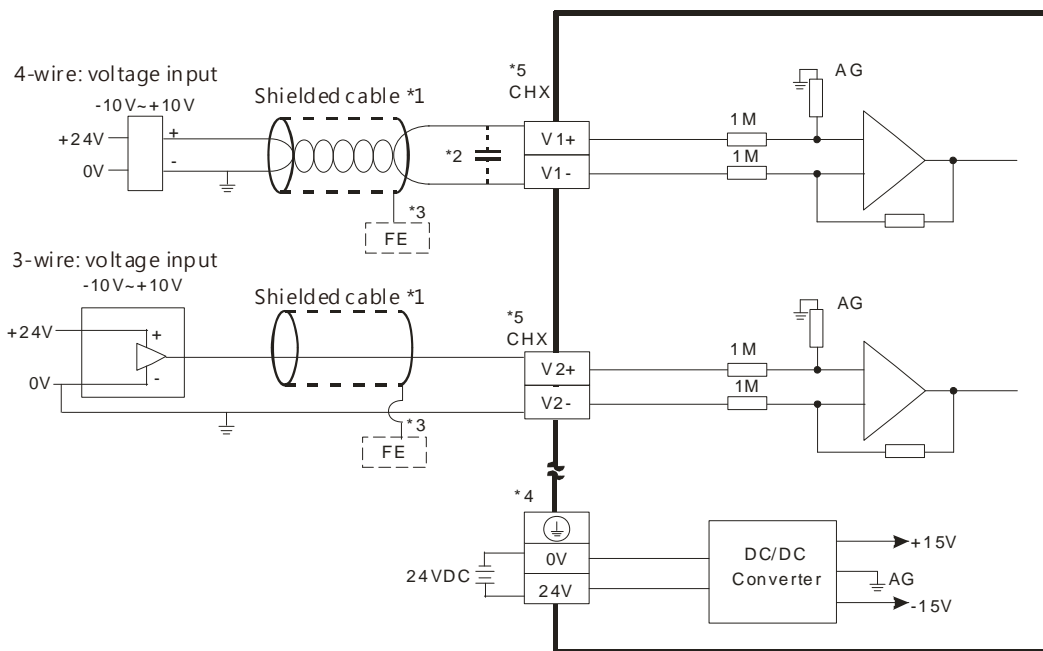 4-wire: voltage input
-10V~+10V
+24V
0V
+
-
Shielded cable *1
*2
*3
FE
*5
CHX
V1+
V1-
1M
1M
AG
3-wire: voltage input
-10V~+10V
+24V
0V
+
-
Shielded cable *1
*3
FE
*5
CHX
V2+
V2-
1M
1M
AG
*4
24VDC
0V
24V
DC/DC
Converter
+15V
AG
-15V